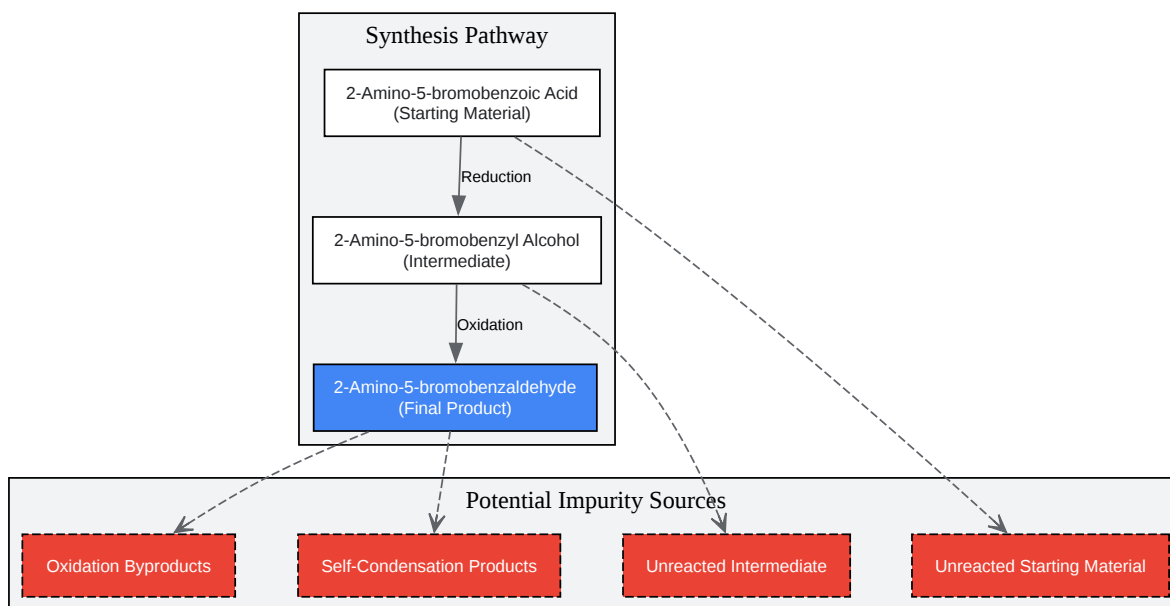 Synthesis Pathway
2-Amino-5-bromobenzoic Acid
(Starting Material)
Reduction
2-Amino-5-bromobenzyl Alcohol
(Intermediate)
Oxidation
2-Amino-5-bromobenzaldehyde
(Final Product)
Potential Impurity Sources
Oxidation Byproducts
Self-Condensation Products
Unreacted Intermediate
Unreacted Starting Material